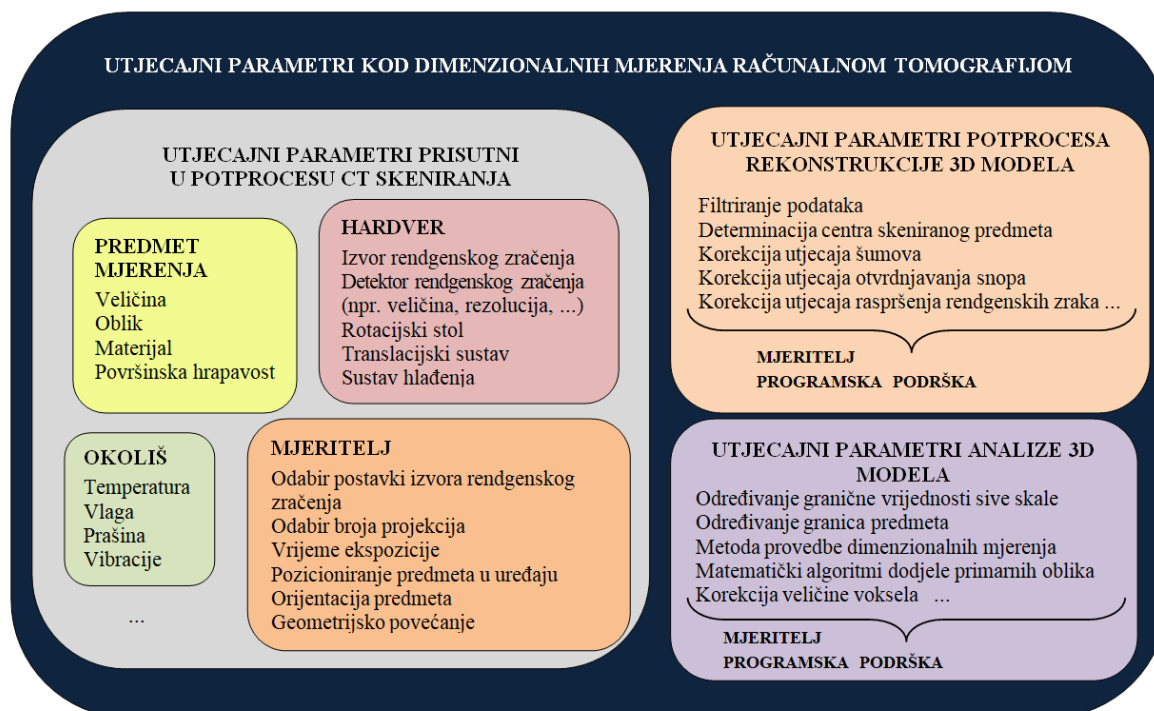 UTJECAJNI PARAMETRI KOD DIMENZIONALNIH MJERENJA RAČUNALNOM TOMOGRAFIJOM
UTJECAJNI PARAMETRI PRISUTNI
U POTPROCESU CT SKENIRANJA
PREDMET
MJERENJA
Veličina
Oblik
Materijal
Površinska hrapavost
HARDVER
Izvor rendgenskog zračenja
Detektor rendgenskog zračenja
(npr. veličina, rezolucija, ...)
Rotacijski stol
Translacijski sustav
Sustav hlađenja
OKOLIŠ
Temperatura
Vlaga
Prašina
Vibracije
...
MJERITELJ
Odabir postavki izvora rendgenskog
zračenja
Odabir broja projekcija
Vrijeme ekspozicije
Pozicioniranje predmeta u uređaju
Orijentacija predmeta
Geometrijsko povećanje
UTJECAJNI PARAMETRI POTPROCESA
REKONSTRUKCIJE 3D MODELA
Filtriranje podataka
Determinacija centra skeniranog predmeta
Korekcija utjecaja šumova
Korekcija utjecaja otvrdnjavanja snopa
Korekcija utjecaja raspršenja rendgenskih zraka ...
MJERITELJ
PROGRAMSKA PODRŠKA
UTJECAJNI PARAMETRI ANALIZE 3D
MODELA
Određivanje granične vrijednosti sive skale
Određivanje granica predmeta
Metoda provedbe dimenzionalnih mjerenja
Matematički algoritmi dodjele primarnih oblika
Korekcija veličine voksela ...
MJERITELJ
PROGRAMSKA PODRŠKA